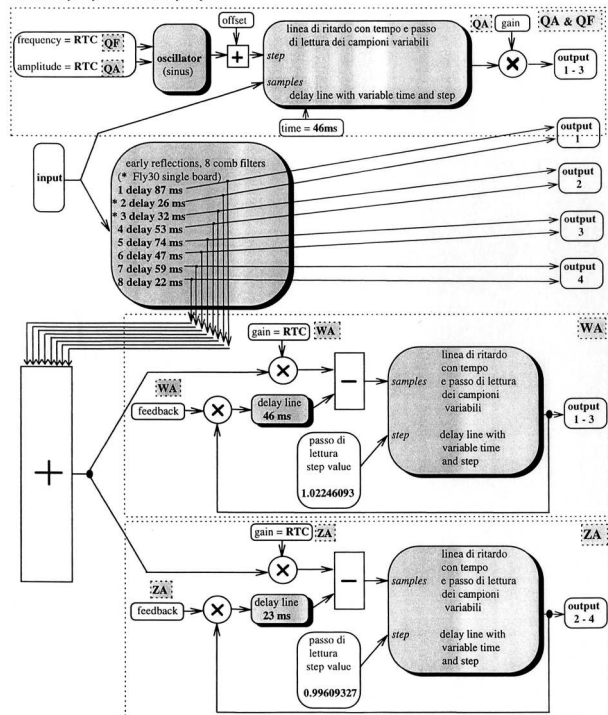 offset
linea di ritardo con tempo e passo
di lettura dei campioni variabili
QA
gain
QA & QF
frequency = RTC QF
amplitude = RTC QA
oscillator
(sinus)
+
step
samples
×
output
1 - 3
delay line with variable time and step
time = 46ms
input
early reflections, 8 comb filters
(* Fly30 single board)
1 delay 87 ms
* 2 delay 26 ms
* 3 delay 32 ms
4 delay 53 ms
5 delay 74 ms
6 delay 47 ms
7 delay 59 ms
8 delay 22 ms
output
1
output
2
output
3
output
4
+
gain = RTC WA
WA
linea di ritardo
con tempo
e passo di lettura
dei campioni
variabili
×
−
samples
WA
feedback
×
delay line
46 ms
output
1 - 3
passo di
lettura
step value
1.02246093
step
delay line with
variable time
and step
gain = RTC ZA
ZA
linea di ritardo
con tempo
e passo di lettura
dei campioni
variabili
×
−
samples
ZA
feedback
×
delay line
23 ms
output
2 - 4
passo di
lettura
step value
0.99609327
step
delay line with
variable time
and step